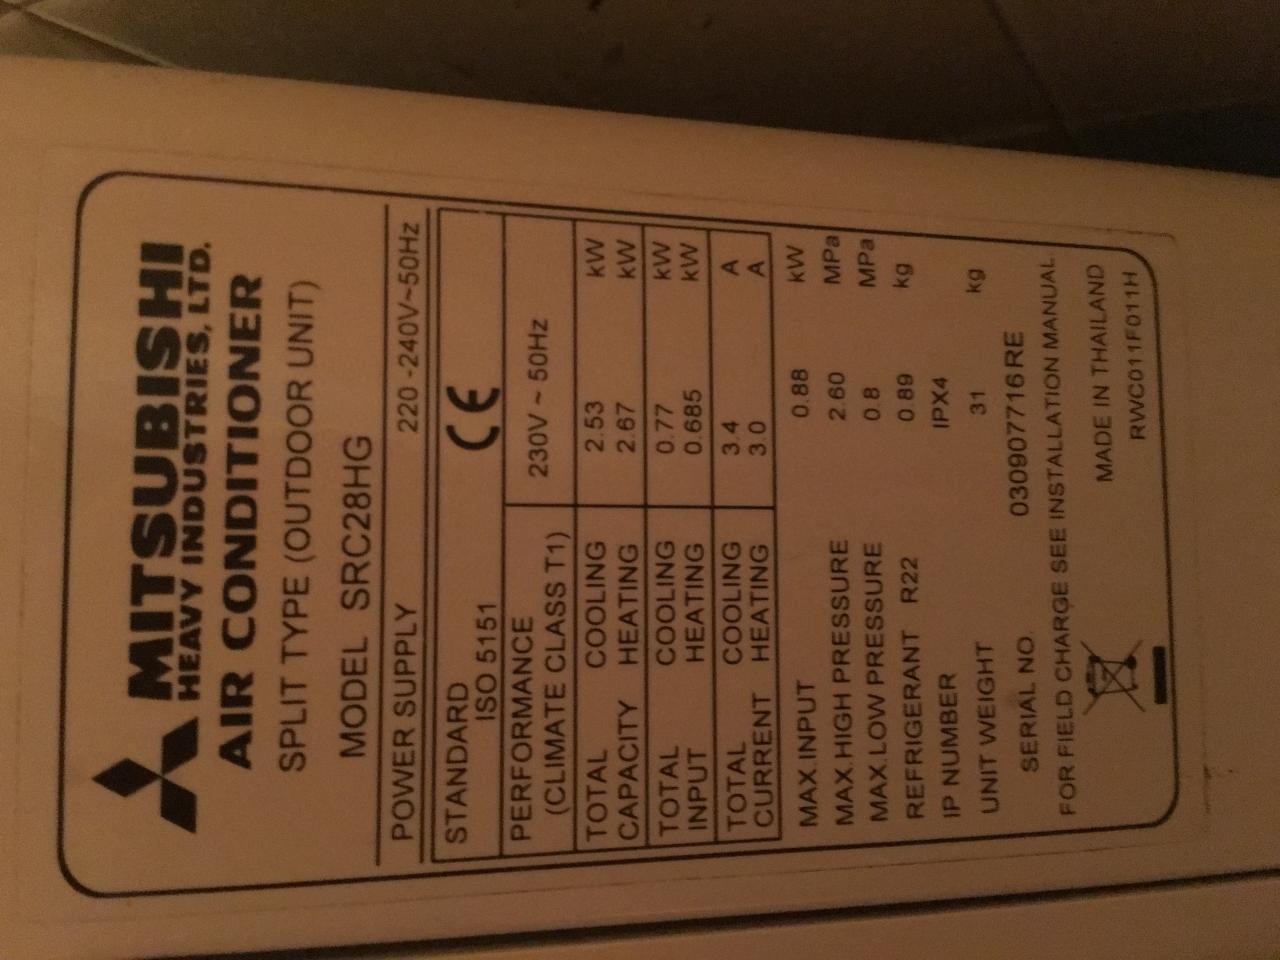 MITSUBISHI
HEAVY INDUSTRIES, LTD.
AIR CONDITIONER
SPLIT TYPE (OUTDOOR UNIT)
MODEL SRC28HG
POWER SUPPLY 220 -240V~50Hz
STANDARD
ISO 5151 CE
PERFORMANCE
(CLIMATE CLASS T1) 230V ~ 50Hz
TOTAL COOLING 2.53 kW
CAPACITY HEATING 2.67 kW
TOTAL COOLING 0.77 kW
INPUT HEATING 0.685 kW
TOTAL COOLING 3.4 A
CURRENT HEATING 3.0 A
MAX.INPUT 0.88 kW
MAX.HIGH PRESSURE 2.60 MPa
MAX.LOW PRESSURE 0.8 MPa
REFRIGERANT R22 0.89 kg
IP NUMBER IPX4
UNIT WEIGHT 31 kg
SERIAL NO. 030907716RE
FOR FIELD CHARGE SEE INSTALLATION MANUAL
MADE IN THAILAND
RWC011F011H